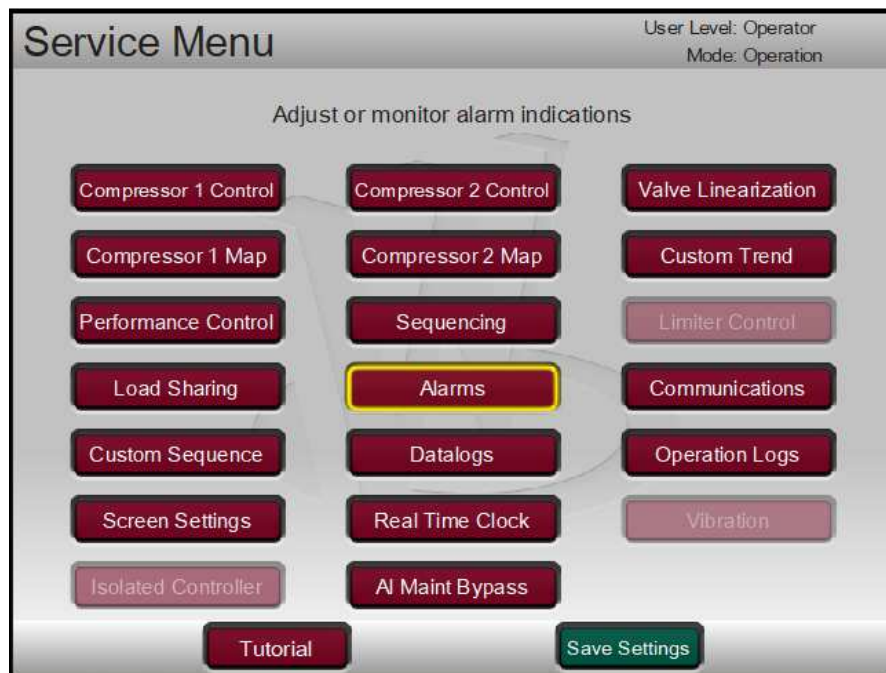 Service Menu
User Level: Operator
Mode: Operation
Adjust or monitor alarm indications
Compressor 1 Control
Compressor 2 Control
Valve Linearization
Compressor 1 Map
Compressor 2 Map
Custom Trend
Performance Control
Sequencing
Limiter Control
Load Sharing
Alarms
Communications
Custom Sequence
Datalogs
Operation Logs
Screen Settings
Real Time Clock
Vibration
Isolated Controller
AI Maint Bypass
Tutorial
Save Settings